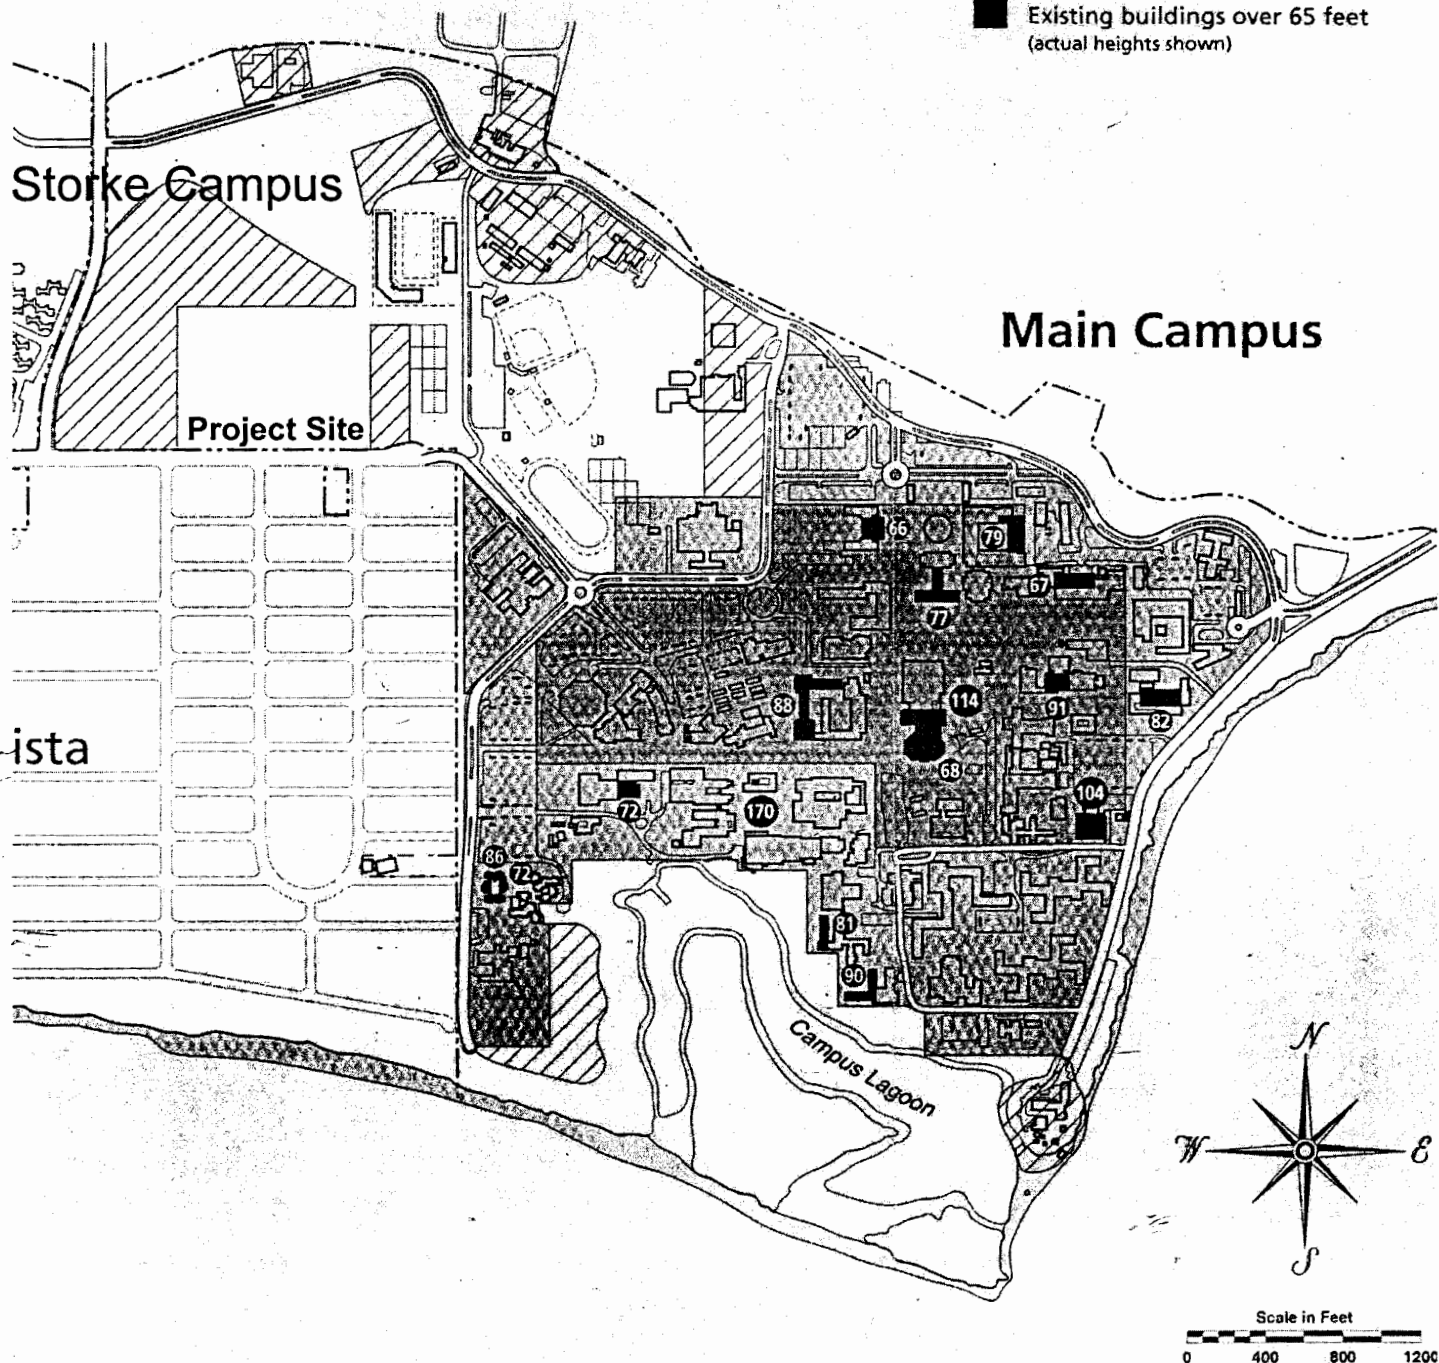 Existing buildings over 65 feet
(actual heights shown)
Storke Campus
Main Campus
Project Site
66
79
67
77
88
114
91
82
ista
68
72
170
104
86
72
81
90
Campus Lagoon
N
W
E
S
Scale in Feet
0 400 800 1200